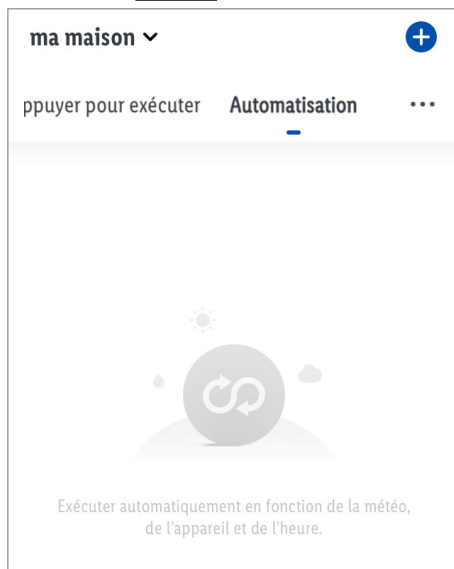 ma maison
ppuyer pour exécuter Automatisation
Exécuter automatiquement en fonction de la météo,
de l'appareil et de l'heure.